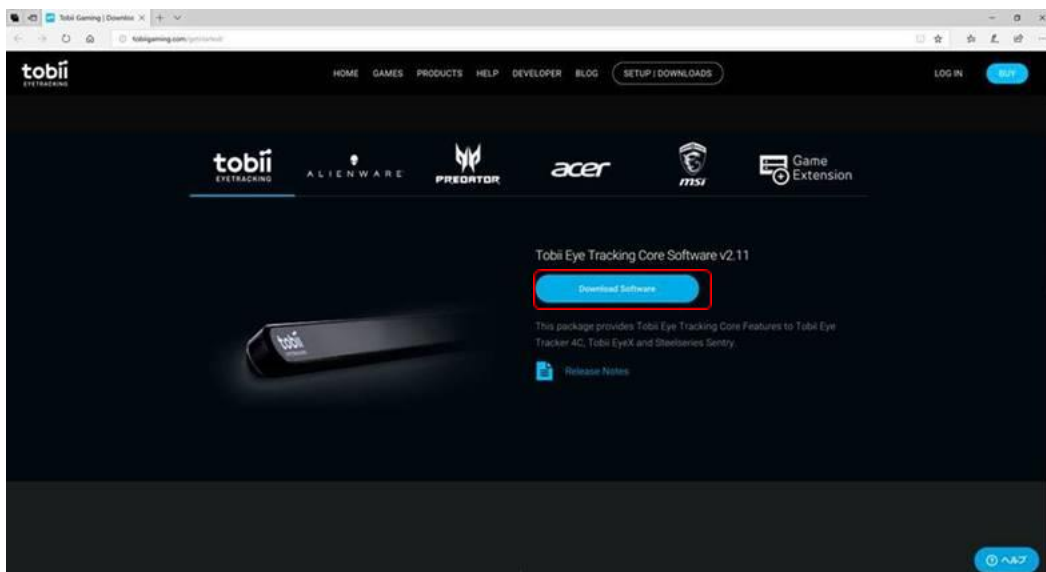 Tobii Gaming | Downloa
tobiigaming.com/getstarted/
tobii
EYETRACKING
HOME GAMES PRODUCTS HELP DEVELOPER BLOG SETUP | DOWNLOADS LOG IN BUY
tobii
EYETRACKING
ALIENWARE
PREDATOR
acer
msi
Game
Extension
Tobii Eye Tracking Core Software v2.11
Download Software
This package provides Tobii Eye Tracking Core Features to Tobii Eye
Tracker 4C, Tobii EyeX and Steelseries Sentry.
Release Notes
tobii
ヘルプ